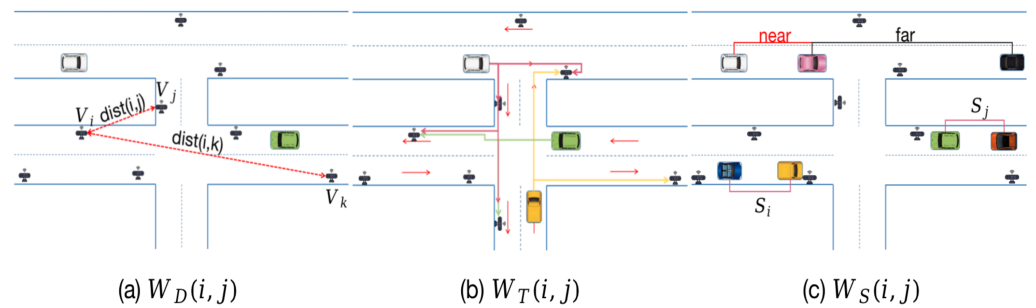 near
far
V_j
V_i
dist(i,j)
dist(i,k)
V_k
S_j
S_i
(a) W_D(i, j)
(b) W_T(i, j)
(c) W_S(i, j)